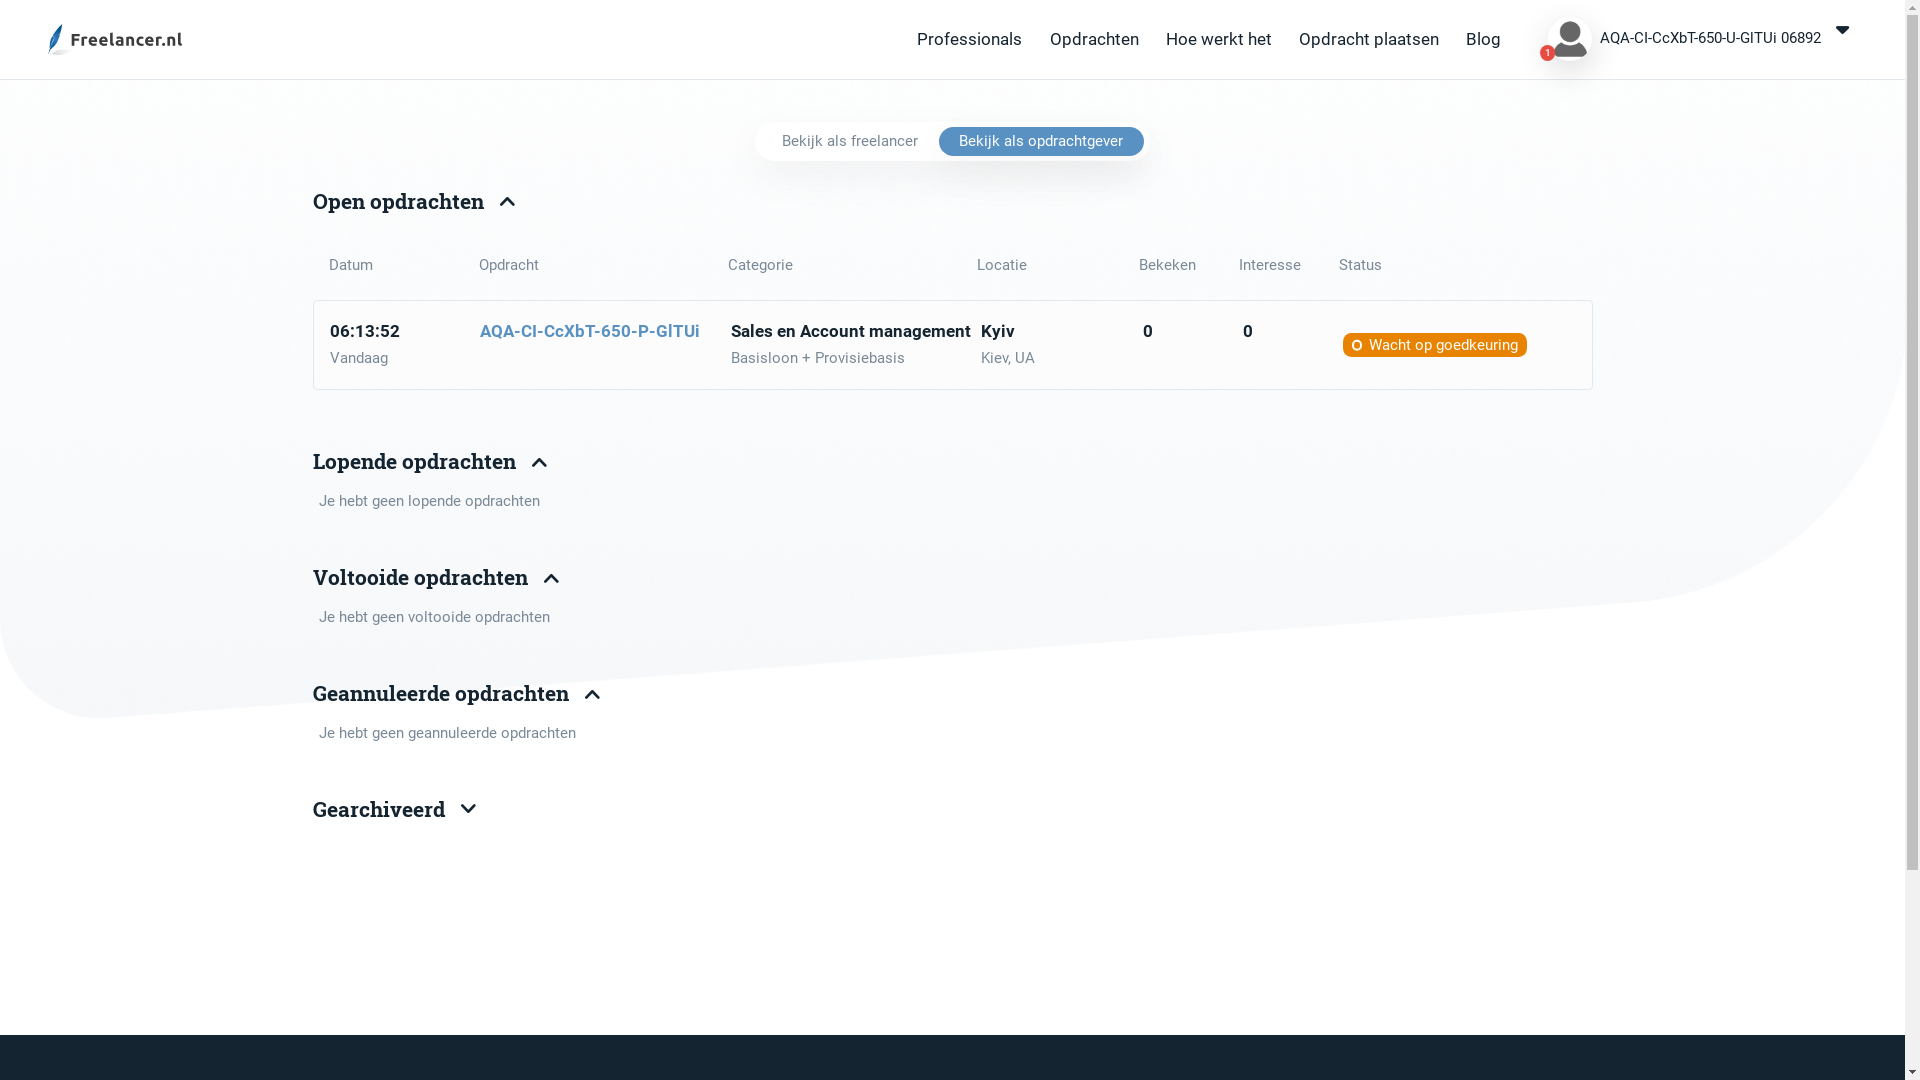 Freelancer.nl
Professionals Opdrachten Hoe werkt het Opdracht plaatsen Blog
1
AQA-CI-CcXbT-650-U-GlTUi 06892
Bekijk als freelancer Bekijk als opdrachtgever
Open opdrachten
Datum Opdracht Categorie Locatie Bekeken Interesse Status
06:13:52 AQA-CI-CcXbT-650-P-GlTUi Sales en Account management Kyiv 0 0
Wacht op goedkeuring
Vandaag Basisloon + Provisiebasis Kiev, UA
Lopende opdrachten
Je hebt geen lopende opdrachten
Voltooide opdrachten
Je hebt geen voltooide opdrachten
Geannuleerde opdrachten
Je hebt geen geannuleerde opdrachten
Gearchiveerd